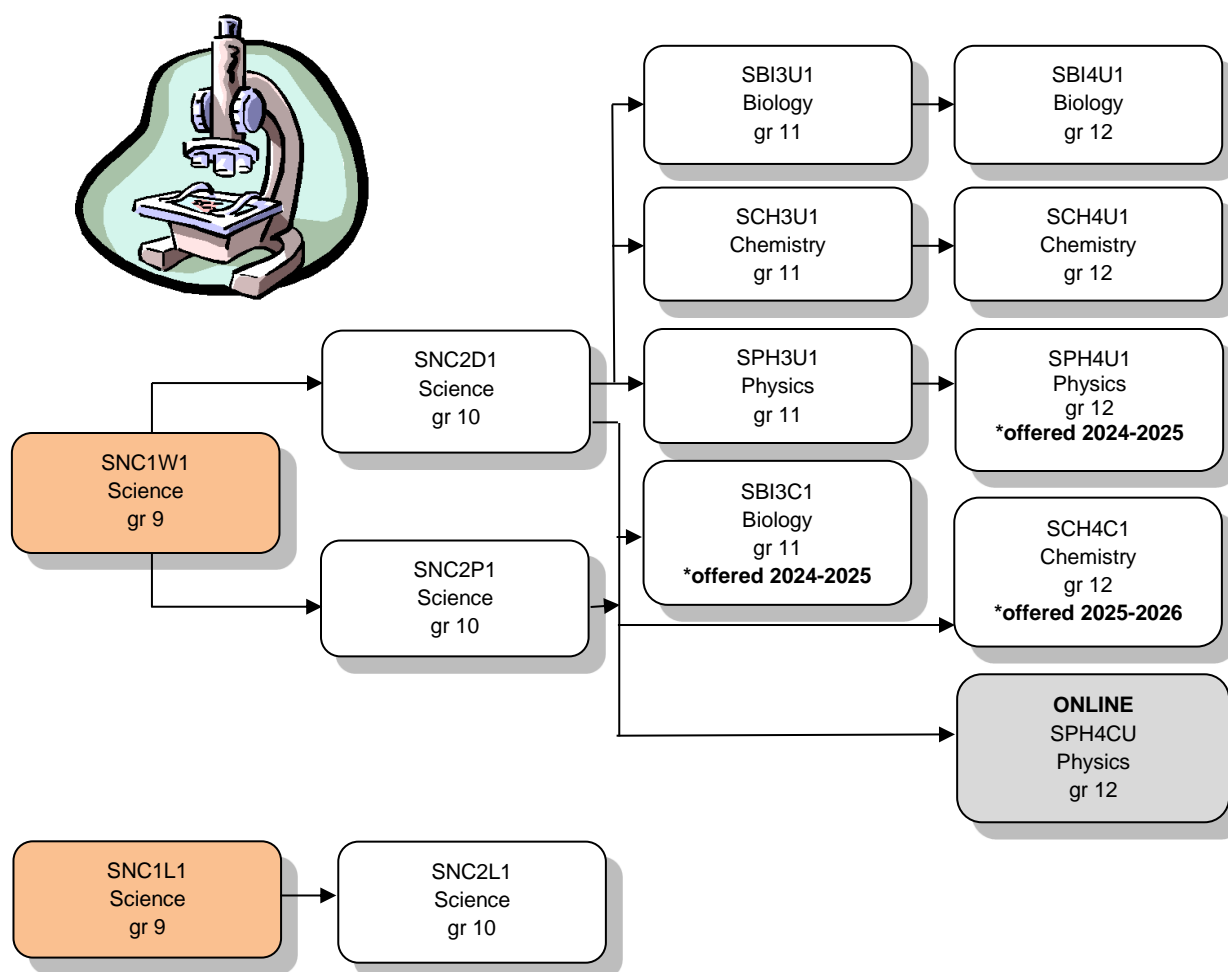 SBI3U1
Biology
gr 11
SBI4U1
Biology
gr 12
SCH3U1
Chemistry
gr 11
SCH4U1
Chemistry
gr 12
SNC2D1
Science
gr 10
SPH3U1
Physics
gr 11
SPH4U1
Physics
gr 12
*offered 2024-2025
SNC1W1
Science
gr 9
SBI3C1
Biology
gr 11
*offered 2024-2025
SCH4C1
Chemistry
gr 12
*offered 2025-2026
SNC2P1
Science
gr 10
ONLINE
SPH4CU
Physics
gr 12
SNC1L1
Science
gr 9
SNC2L1
Science
gr 10